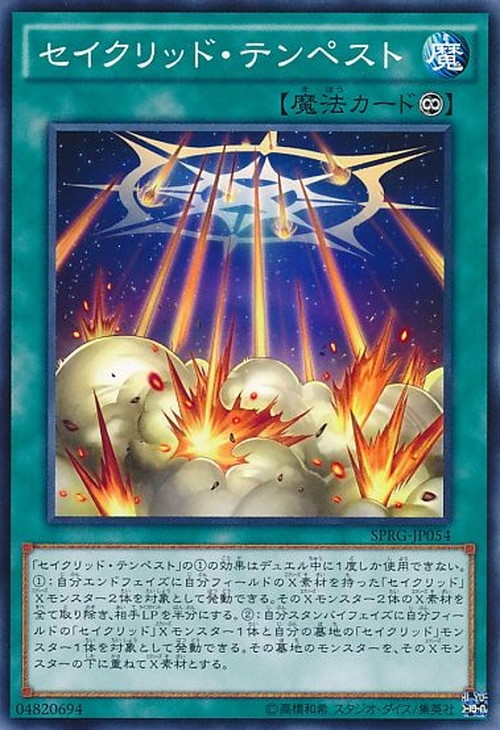 セイクリッド・テンペスト
魔
【魔法カード】
SPRG-JP054
「セイクリッド・テンペスト」の①の効果はデュエル中に1度しか使用できない。
①:自分エンドフェイズに自分フィールドのX素材を持った「セイクリッド」
Xモンスター2体を対象として発動できる。そのXモンスター2体のX素材を
全て取り除き、相手LPを半分にする。②:自分スタンバイフェイズに自分フィ
ールドの「セイクリッド」Xモンスター1体と自分の墓地の「セイクリッド」モン
スター1体を対象として発動できる。その墓地のモンスターを、そのXモン
スターの下に重ねてX素材とする。
04820694
©高橋和希 スタジオ・ダイス/集英社